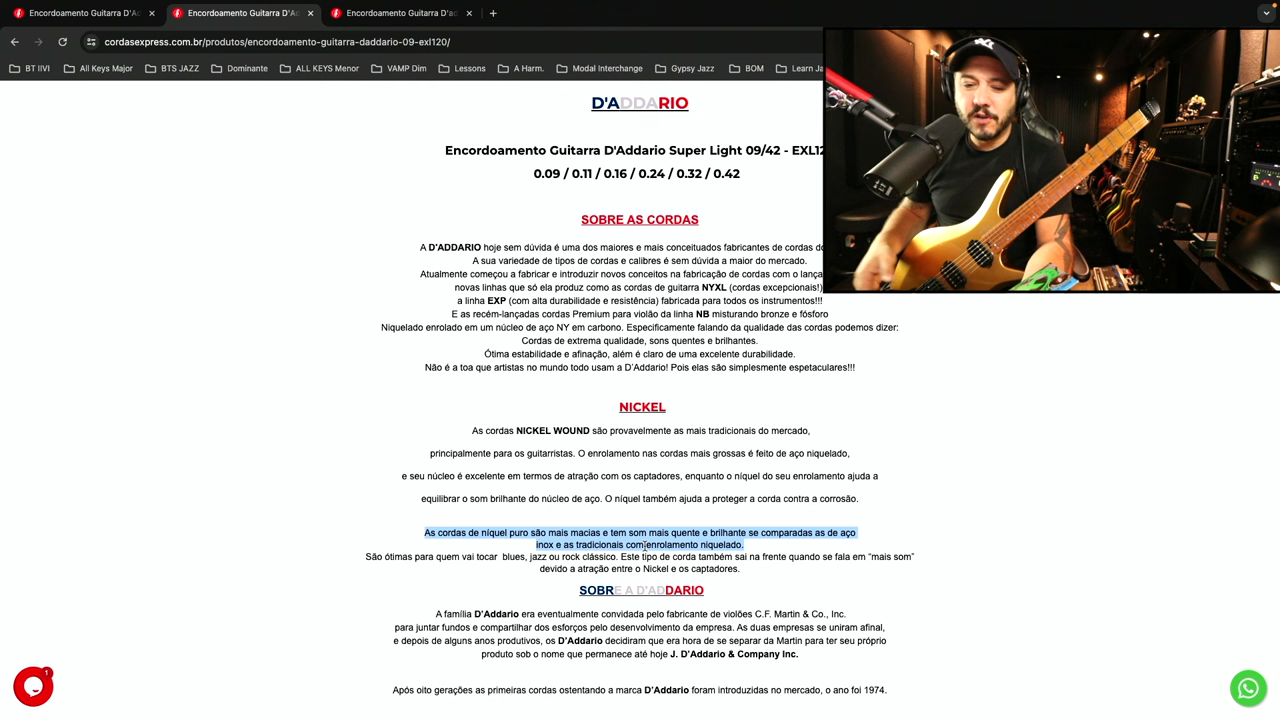 Encordoamento Guitarra D'A
Encordoamento Guitarra D'Add
Encordoamento Guitarra D'ad
cordasexpress.com.br/produtos/encordoamento-guitarra-daddario-09-exl120/
BT IIVI
All Keys Major
BTS JAZZ
Dominante
ALL KEYS Menor
VAMP Dim
Lessons
A Harm.
Modal Interchange
Gypsy Jazz
BOM
Learn Ja
D'ADDARIO
Encordoamento Guitarra D'Addario Super Light 09/42 - EXL12
0.09 / 0.11 / 0.16 / 0.24 / 0.32 / 0.42
SOBRE AS CORDAS
A D'ADDARIO hoje sem dúvida é uma dos maiores e mais conceituados fabricantes de cordas do
A sua variedade de tipos de cordas e calibres é sem dúvida a maior do mercado.
Atualmente começou a fabricar e introduzir novos conceitos na fabricação de cordas com o lança
novas linhas que só ela produz como as cordas de guitarra NYXL (cordas excepcionais!)
a linha EXP (com alta durabilidade e resistência) fabricada para todos os instrumentos!!!
E as recém-lançadas cordas Premium para violão da linha NB misturando bronze e fósforo
Niquelado enrolado em um núcleo de aço NY em carbono. Especificamente falando da qualidade das cordas podemos dizer:
Cordas de extrema qualidade, sons quentes e brilhantes.
Ótima estabilidade e afinação, além é claro de uma excelente durabilidade.
Não é a toa que artistas no mundo todo usam a D'Addario! Pois elas são simplesmente espetaculares!!!
NICKEL
As cordas NICKEL WOUND são provavelmente as mais tradicionais do mercado,
principalmente para os guitarristas. O enrolamento nas cordas mais grossas é feito de aço niquelado,
e seu núcleo é excelente em termos de atração com os captadores, enquanto o níquel do seu enrolamento ajuda a
equilibrar o som brilhante do núcleo de aço. O níquel também ajuda a proteger a corda contra a corrosão.
As cordas de níquel puro são mais macias e tem som mais quente e brilhante se comparadas as de aço
inox e as tradicionais com enrolamento niquelado.
São ótimas para quem vai tocar blues, jazz ou rock clássico. Este tipo de corda também sai na frente quando se fala em “mais som”
devido a atração entre o Nickel e os captadores.
SOBRE A D'ADDARIO
A família D'Addario era eventualmente convidada pelo fabricante de violões C.F. Martin & Co., Inc.
para juntar fundos e compartilhar dos esforços pelo desenvolvimento da empresa. As duas empresas se uniram afinal,
e depois de alguns anos produtivos, os D'Addario decidiram que era hora de se separar da Martin para ter seu próprio
produto sob o nome que permanece até hoje J. D'Addario & Company Inc.
Após oito gerações as primeiras cordas ostentando a marca D'Addario foram introduzidas no mercado, o ano foi 1974.
1